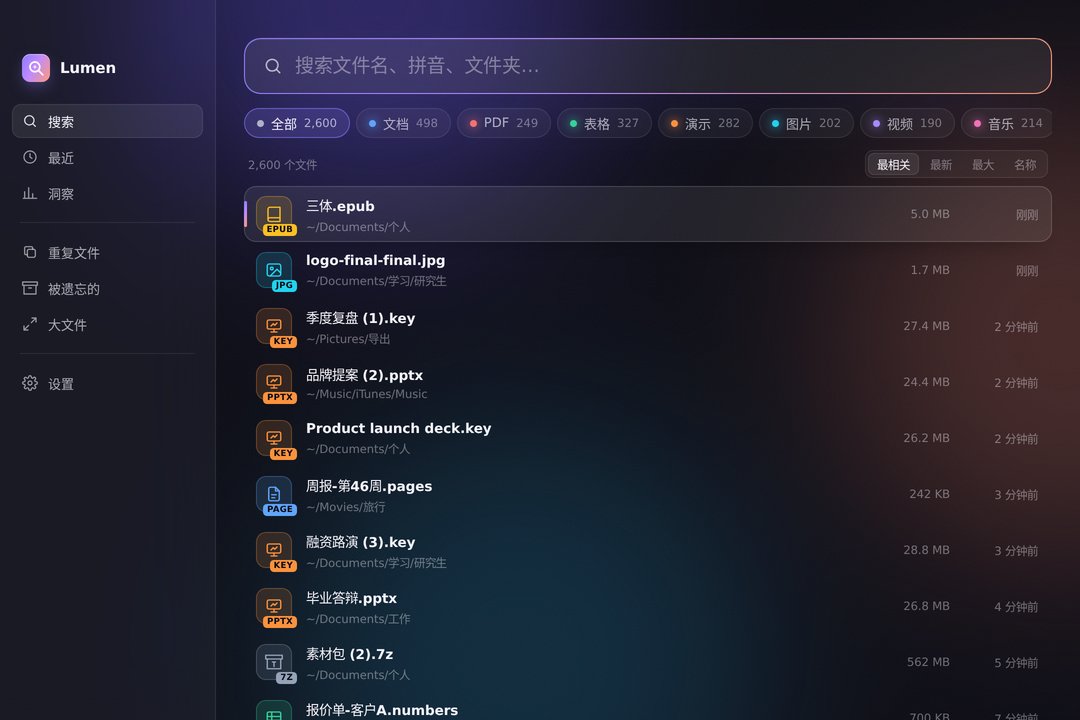 Lumen
搜索
最近
洞察
重复文件
被遗忘的
大文件
设置
搜索文件名、拼音、文件夹...
全部 2,600 文档 498 PDF 249 表格 327 演示 282 图片 202 视频 190 音乐 214
2,600 个文件 最相关 最新 最大 名称
EPUB 三体.epub 5.0 MB 刚刚
~/Documents/个人
JPG logo-final-final.jpg 1.7 MB 刚刚
~/Documents/学习/研究生
KEY 季度复盘 (1).key 27.4 MB 2 分钟前
~/Pictures/导出
PPTX 品牌提案 (2).pptx 24.4 MB 2 分钟前
~/Music/iTunes/Music
KEY Product launch deck.key 26.2 MB 2 分钟前
~/Documents/个人
PAGE 周报-第46周.pages 242 KB 3 分钟前
~/Movies/旅行
KEY 融资路演 (3).key 28.8 MB 3 分钟前
~/Documents/学习/研究生
PPTX 毕业答辩.pptx 26.8 MB 4 分钟前
~/Documents/工作
7Z 素材包 (2).7z 562 MB 5 分钟前
~/Documents/个人
报价单-客户A.numbers 700 KB 7 分钟前